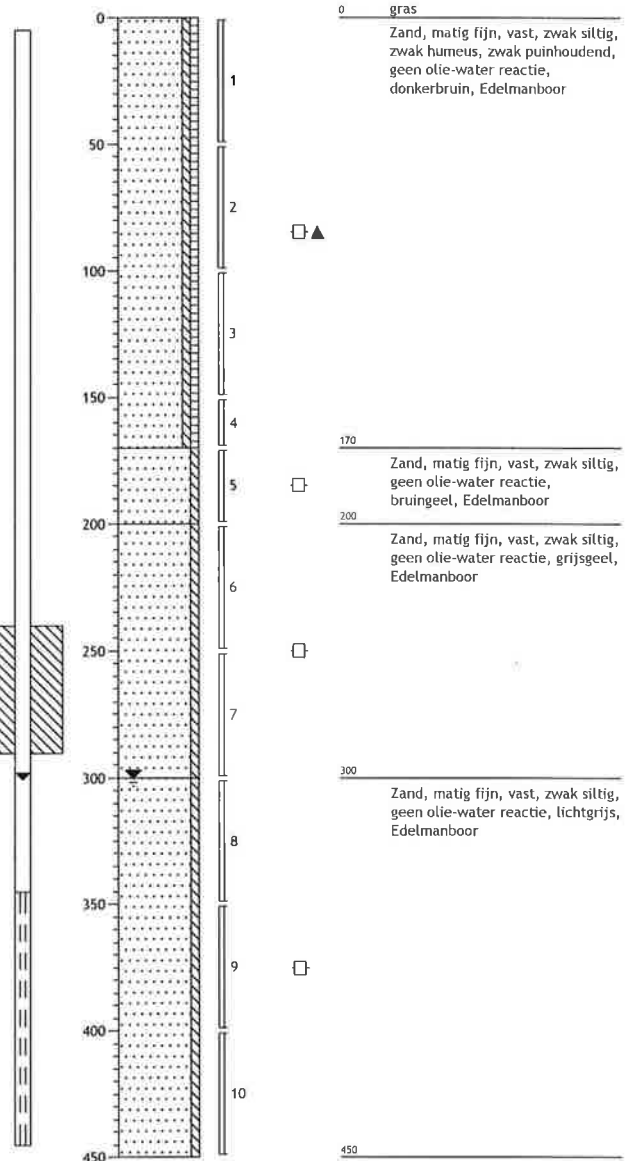 0
50
100
150
200
250
300
350
400
450
1
2
3
4
5
6
7
8
9
10
0 gras
Zand, matig fijn, vast, zwak siltig,
zwak humeus, zwak puinhoudend,
geen olie-water reactie,
donkerbruin, Edelmanboor
170
Zand, matig fijn, vast, zwak siltig,
geen olie-water reactie,
bruingeel, Edelmanboor
200
Zand, matig fijn, vast, zwak siltig,
geen olie-water reactie, grijsgeel,
Edelmanboor
300
Zand, matig fijn, vast, zwak siltig,
geen olie-water reactie, lichtgrijs,
Edelmanboor
450